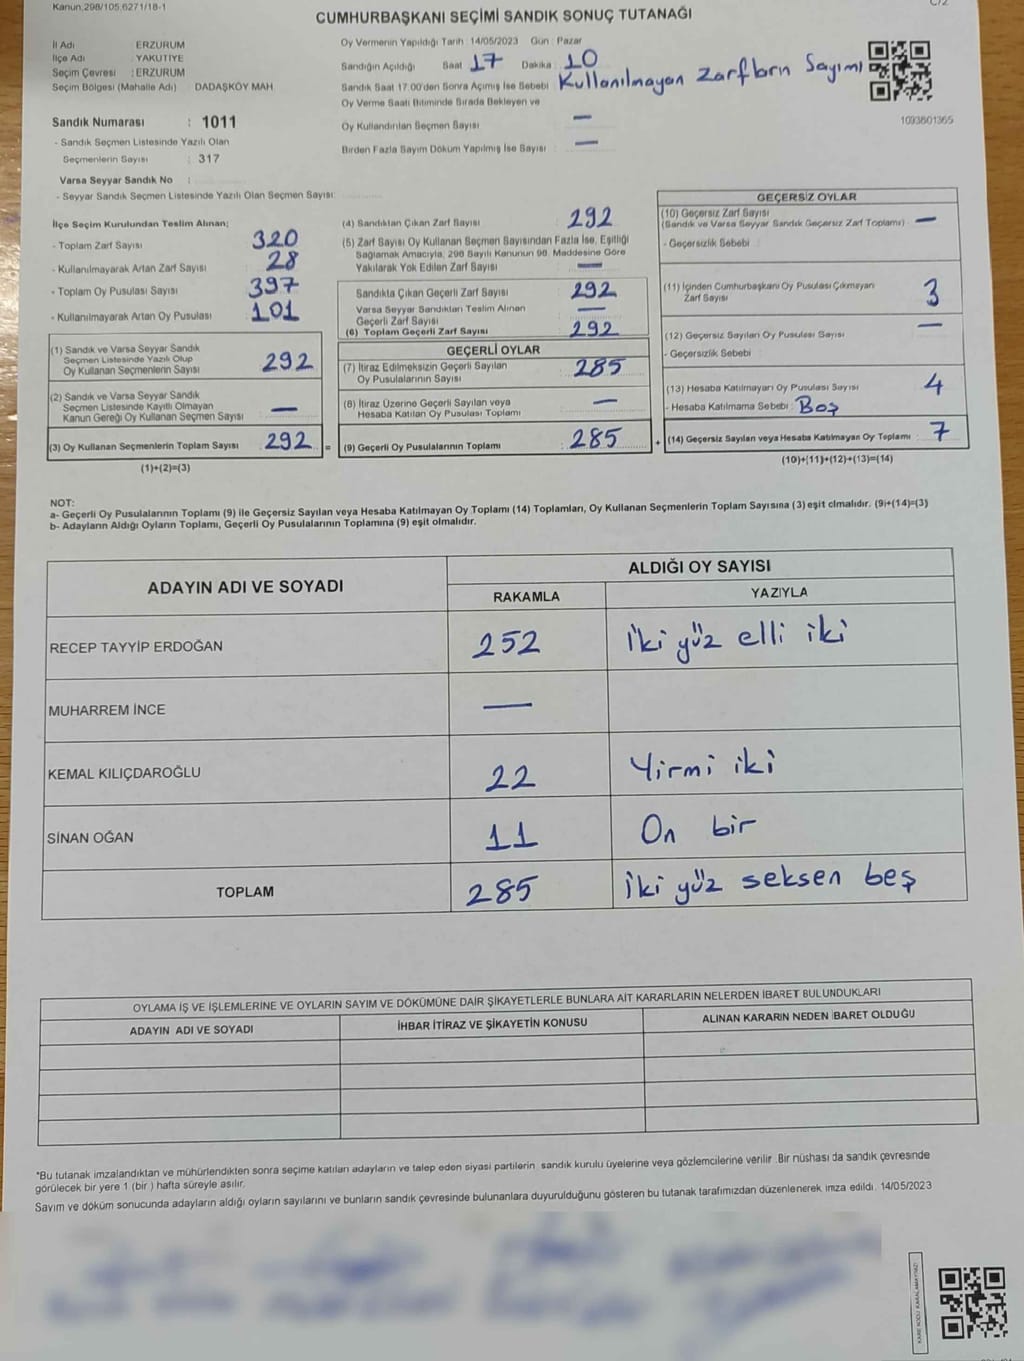 Kanun.298/105,6271/18-1
CUMHURBAŞKANI SEÇİMİ SANDIK SONUÇ TUTANAĞI
İl Adı : ERZURUM
İlçe Adı : YAKUTİYE
Seçim Çevresi : ERZURUM
Seçim Bölgesi (Mahalle Adı) DADAŞKÖY MAH
Sandık Numarası : 1011
- Sandık Seçmen Listesinde Yazılı Olan
Seçmenlerin Sayısı : 317
Varsa Seyyar Sandık No :
- Seyyar Sandık Seçmen Listesinde Yazılı Olan Seçmen Sayısı:
Oy Vermenin Yapıldığı Tarih :14/05/2023 Gün : Pazar
Sandığın Açıldığı Saat 17 Dakika : 10
Sandık Saat 17.00'den Sonra Açımış İse Sebebi Kullanılmayan Zarfların Sayımı
Oy Verme Saati Bitiminde Sırada Bekleyen ve
Oy Kullandırılan Seçmen Sayısı : —
Birden Fazla Sayım Döküm Yapılmış İse Sayısı : —
1093601365
İlçe Seçim Kurulundan Teslim Alınan;
- Toplam Zarf Sayısı 320
- Kullanılmayarak Artan Zarf Sayısı 28
- Toplam Oy Pusulası Sayısı 397
- Kullanılmayarak Artan Oy Pusulası 101
(1) Sandık ve Varsa Seyyar Sandık
Seçmen Listesinde Yazılı Olup
Oy Kullanan Seçmenlerin Sayısı 292
(2) Sandık ve Varsa Seyyar Sandık
Seçmen Listesinde Kayıtlı Olmayan
Kanun Gereği Oy Kullanan Seçmen Sayısı —
(3) Oy Kullanan Seçmenlerin Toplam Sayısı 292 =
(1)+(2)=(3)
(4) Sandıktan Çıkan Zarf Sayısı 292
(5) Zarf Sayısı Oy Kullanan Seçmen Sayısından Fazla İse, Eşitliği
Sağlamak Amacıyla, 298 Sayılı Kanunun 98. Maddesine Göre
Yakılarak Yok Edilen Zarf Sayısı —
Sandıkta Çıkan Geçerli Zarf Sayısı 292
Varsa Seyyar Sandıktan Teslim Alınan
Geçerli Zarf Sayısı —
(6) Toplam Geçerli Zarf Sayısı 292
GEÇERLİ OYLAR
(7) İtiraz Edilmeksizin Geçerli Sayılan
Oy Pusulalarının Sayısı 285
(8) İtiraz Üzerine Geçerli Sayılan veya
Hesaba Katılan Oy Pusulası Toplamı —
(9) Geçerli Oy Pusulalarının Toplamı 285 +
GEÇERSİZ OYLAR
(10) Geçersiz Zarf Sayısı
(Sandık ve Varsa Seyyar Sandık Geçersiz Zarf Toplamı) —
- Geçersizlik Sebebi :
(11) İçinden Cumhurbaşkanı Oy Pusulası Çıkmayan
Zarf Sayısı 3
(12) Geçersiz Sayılan Oy Pusulası Sayısı —
- Geçersizlik Sebebi :
(13) Hesaba Katılmayan Oy Pusulası Sayısı 4
- Hesaba Katılmama Sebebi : Boş
(14) Geçersiz Sayılan veya Hesaba Katılmayan Oy Toplamı : 7
(10)+(11)+(12)+(13)=(14)
NOT:
a- Geçerli Oy Pusulalarının Toplamı (9) ile Geçersiz Sayılan veya Hesaba Katılmayan Oy Toplamı (14) Toplamları, Oy Kullanan Seçmenlerin Toplam Sayısına (3) eşit olmalıdır. (9)+(14)=(3)
b- Adayların Aldığı Oyların Toplamı, Geçerli Oy Pusulalarının Toplamına (9) eşit olmalıdır.
ADAYIN ADI VE SOYADI ALDIĞI OY SAYISI
RAKAMLA YAZIYLA
RECEP TAYYİP ERDOĞAN 252 İki yüz elli iki
MUHARREM İNCE —
KEMAL KILIÇDAROĞLU 22 Yirmi iki
SİNAN OĞAN 11 On bir
TOPLAM 285 İki yüz seksen beş
OYLAMA İŞ VE İŞLEMLERİNE VE OYLARIN SAYIM VE DÖKÜMÜNE DAİR ŞİKAYETLERLE BUNLARA AİT KARARLARIN NELERDEN İBARET BULUNDUKLARI
ADAYIN ADI VE SOYADI İHBAR İTİRAZ VE ŞİKAYETİN KONUSU ALINAN KARARIN NEDEN İBARET OLDUĞU
*Bu tutanak imzalandıktan ve mühürlendikten sonra seçime katılan adayların ve talep eden siyasi partilerin, sandık kurulu üyelerine veya gözlemcilerine verilir. Bir nüshası da sandık çevresinde
görülecek bir yere 1 (bir ) hafta süreyle asılır.
Sayım ve döküm sonucunda adayların aldığı oyların sayılarını ve bunların sandık çevresinde bulunanlara duyurulduğunu gösteren bu tutanak tarafımızdan düzenlenerek imza edildi. 14/05/2023
KARE KODU KARALAMAYINIZ!